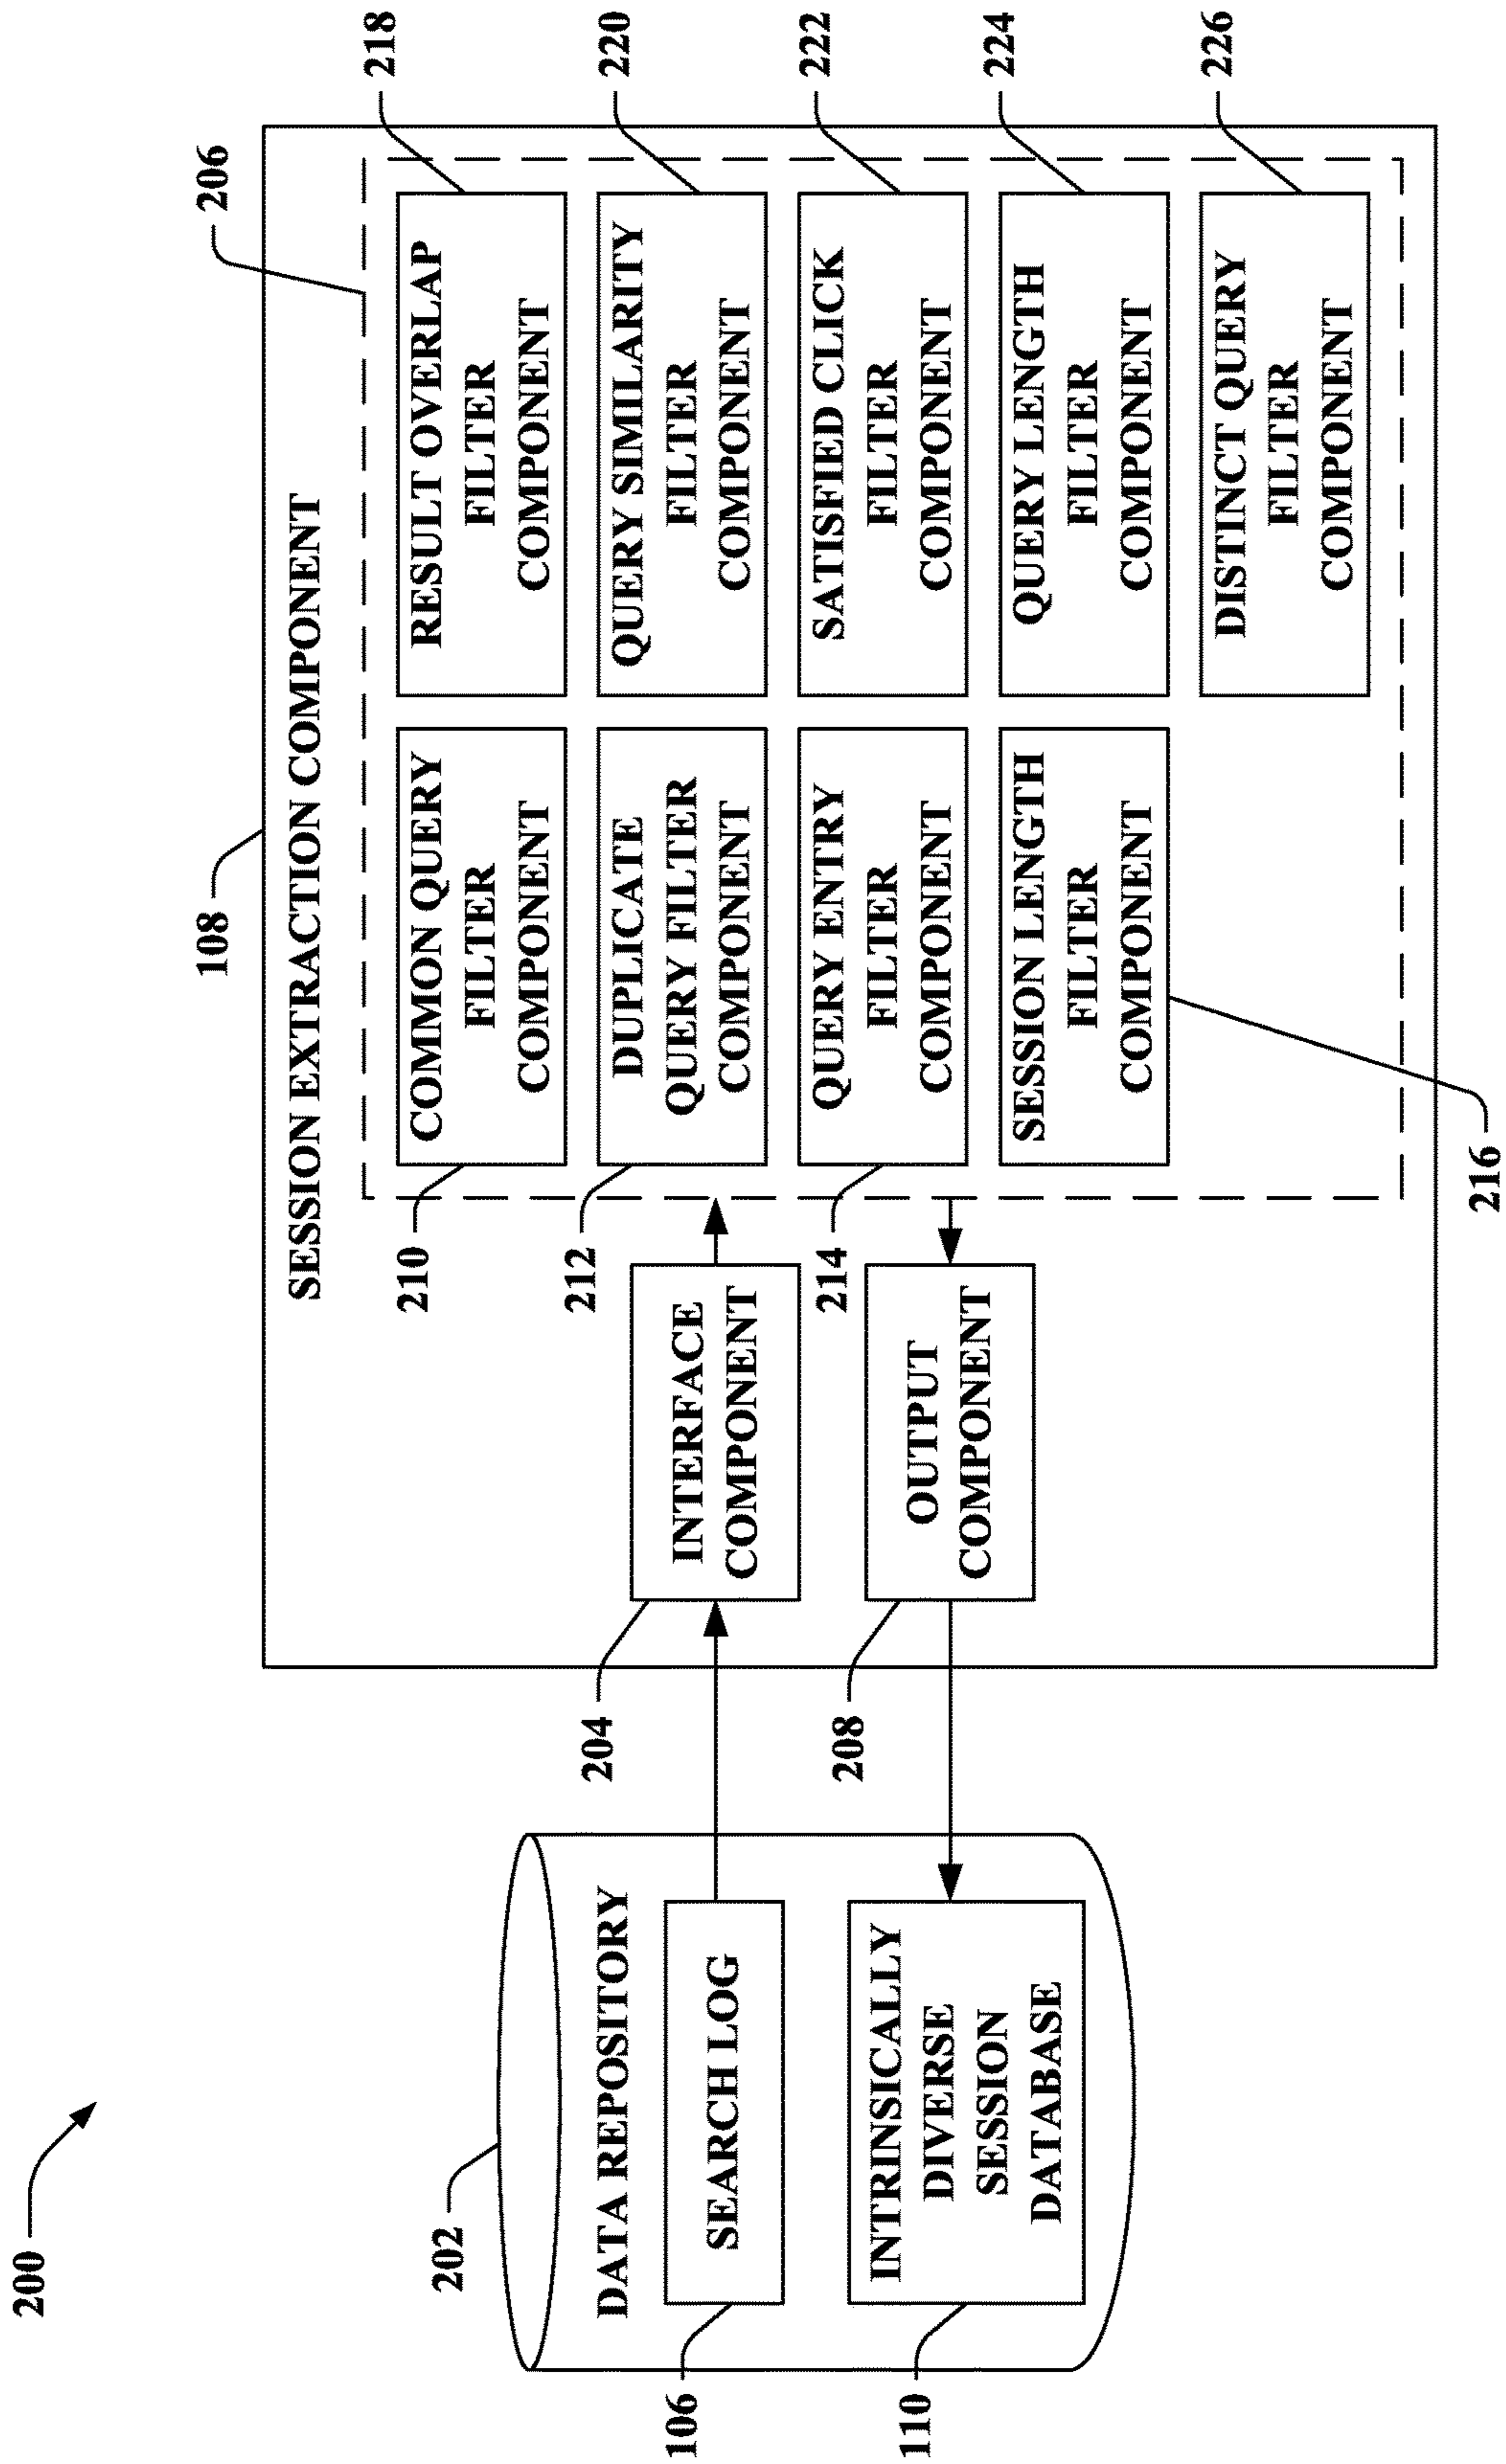 200
202
DATA REPOSITORY
106
SEARCH LOG
110
INTRINSICALLY
DIVERSE
SESSION
DATABASE
108
SESSION EXTRACTION COMPONENT
204
INTERFACE
COMPONENT
208
OUTPUT
COMPONENT
206
210
COMMON QUERY
FILTER
COMPONENT
212
DUPLICATE
QUERY FILTER
COMPONENT
214
QUERY ENTRY
FILTER
COMPONENT
216
SESSION LENGTH
FILTER
COMPONENT
218
RESULT OVERLAP
FILTER
COMPONENT
220
QUERY SIMILARITY
FILTER
COMPONENT
222
SATISFIED CLICK
FILTER
COMPONENT
224
QUERY LENGTH
FILTER
COMPONENT
226
DISTINCT QUERY
FILTER
COMPONENT